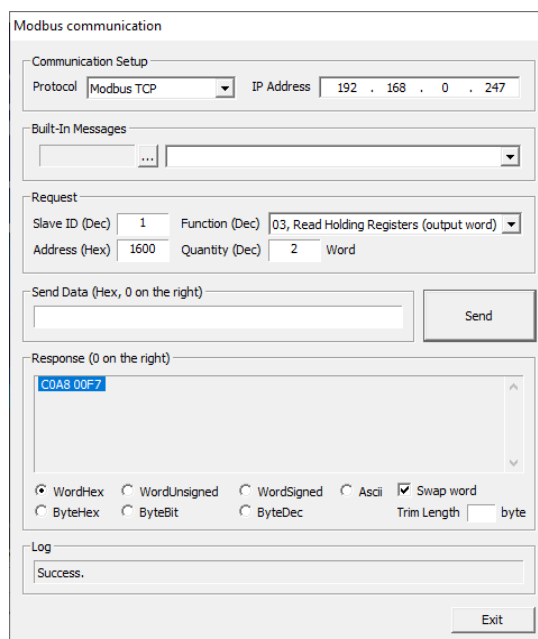 Modbus communication
Communication Setup
Protocol Modbus TCP IP Address 192 . 168 . 0 . 247
Built-In Messages
...
Request
Slave ID (Dec) 1 Function (Dec) 03, Read Holding Registers (output word)
Address (Hex) 1600 Quantity (Dec) 2 Word
Send Data (Hex, 0 on the right)
Send
Response (0 on the right)
C0A8 00F7
WordHex WordUnsigned WordSigned Ascii Swap word
ByteHex ByteBit ByteDec Trim Length byte
Log
Success.
Exit